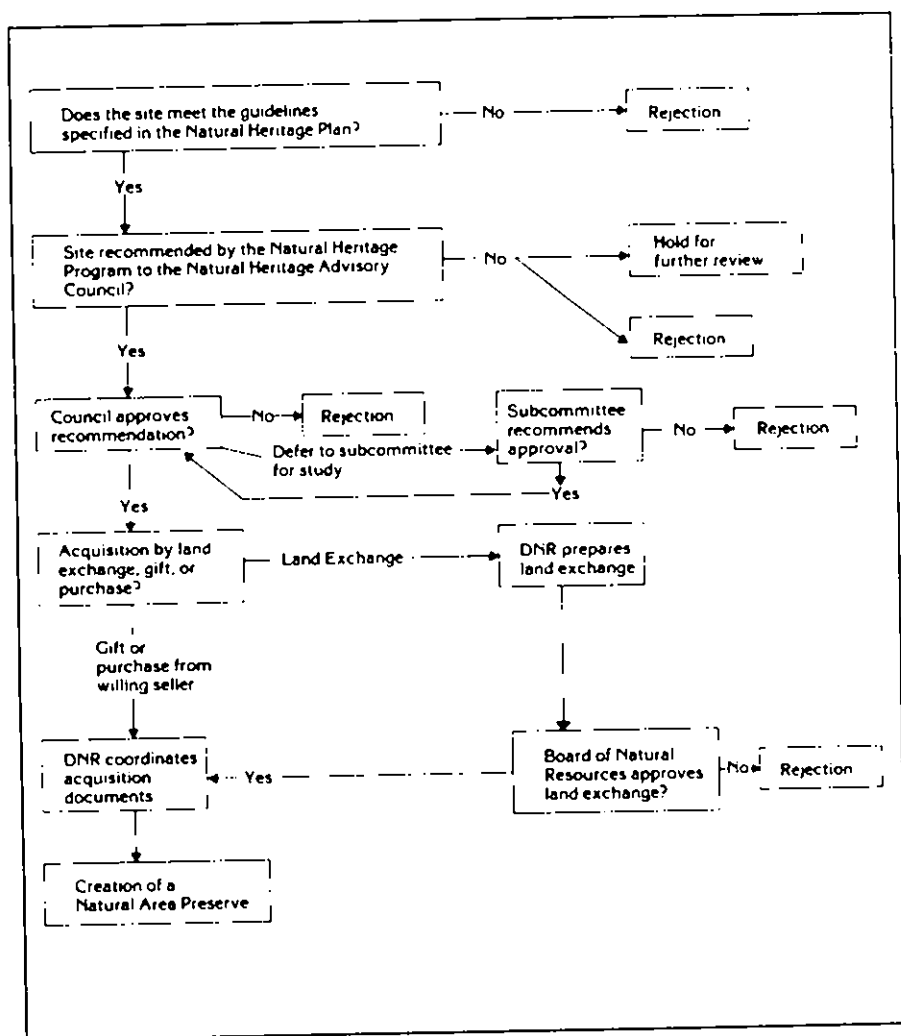 Does the site meet the guidelines
specified in the Natural Heritage Plan?
No
Rejection
Yes
Site recommended by the Natural Heritage
Program to the Natural Heritage Advisory
Council?
No
Hold for
further review
Rejection
Yes
Council approves
recommendation?
No
Rejection
Defer to subcommittee
for study
Subcommittee
recommends
approval?
No
Rejection
Yes
Yes
Acquisition by land
exchange, gift, or
purchase?
Land Exchange
DNR prepares
land exchange
Gift or
purchase from
willing seller
DNR coordinates
acquisition
documents
Yes
Board of Natural
Resources approves
land exchange?
No
Rejection
Creation of a
Natural Area Preserve